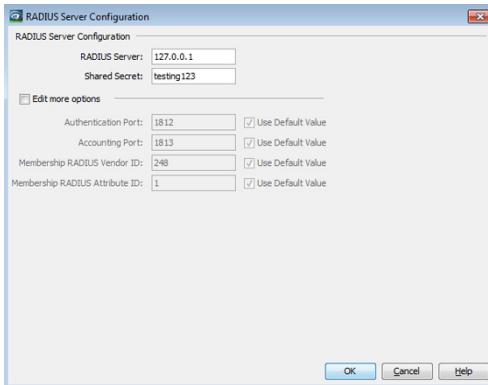 RADIUS Server Configuration
RADIUS Server Configuration
RADIUS Server: 127.0.0.1
Shared Secret: testing123
Edit more options
Authentication Port: 1812 Use Default Value
Accounting Port: 1813 Use Default Value
Membership RADIUS Vendor ID: 248 Use Default Value
Membership RADIUS Attribute ID: 1 Use Default Value
OK Cancel Help